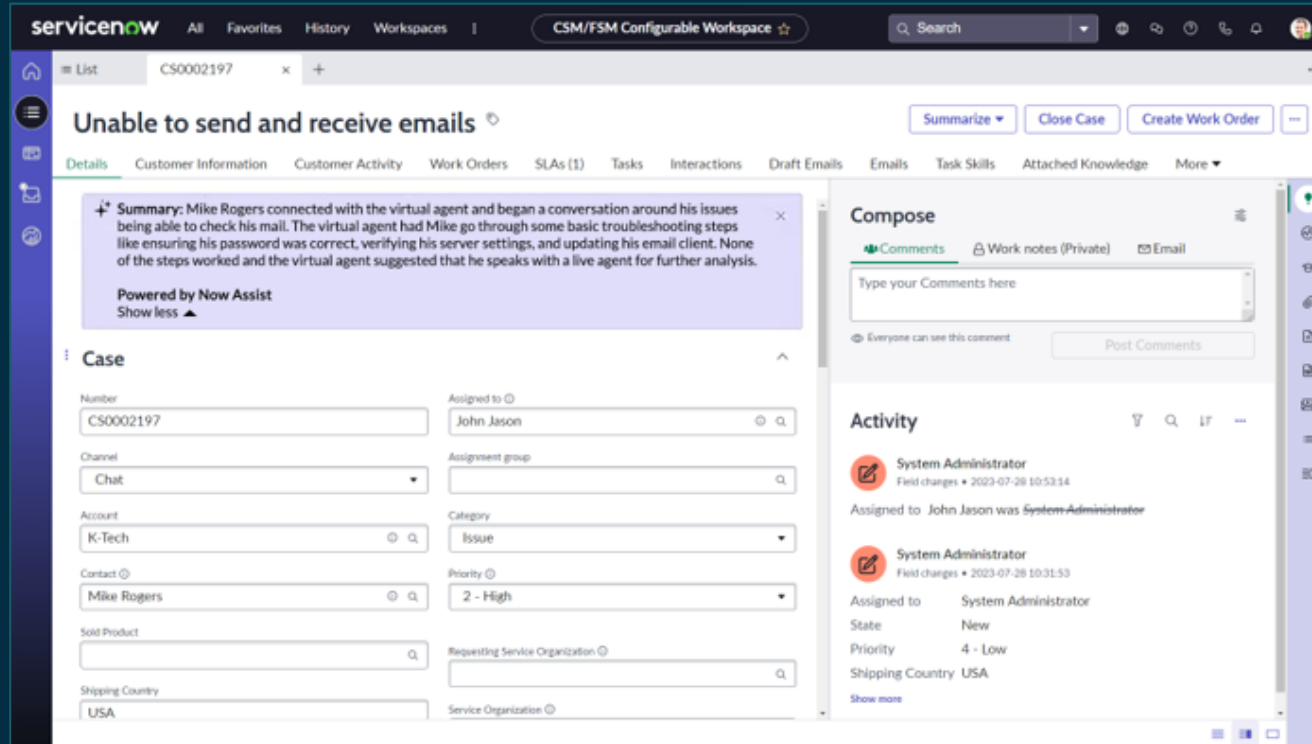 servicenow All Favorites History Workspaces CSM/FSM Configurable Workspace Search
List CS0002197
Unable to send and receive emails Summarize Close Case Create Work Order
Details Customer Information Customer Activity Work Orders SLAs (1) Tasks Interactions Draft Emails Emails Task Skills Attached Knowledge More
Summary: Mike Rogers connected with the virtual agent and began a conversation around his issues
being able to check his mail. The virtual agent had Mike go through some basic troubleshooting steps
like ensuring his password was correct, verifying his server settings, and updating his email client. None
of the steps worked and the virtual agent suggested that he speaks with a live agent for further analysis.
Powered by Now Assist
Show less
Case
Number
CS0002197
Channel
Chat
Account
K-Tech
Contact
Mike Rogers
Sold Product
Shipping Country
USA
Assigned to
John Jason
Assignment group
Category
Issue
Priority
2 - High
Requesting Service Organization
Service Organization
Compose
Comments Work notes (Private) Email
Type your Comments here
Everyone can see this comment Post Comments
Activity
System Administrator
Field changes • 2023-07-28 10:53:14
Assigned to John Jason was System Administrator
System Administrator
Field changes • 2023-07-28 10:31:53
Assigned to System Administrator
State New
Priority 4 - Low
Shipping Country USA
Show more